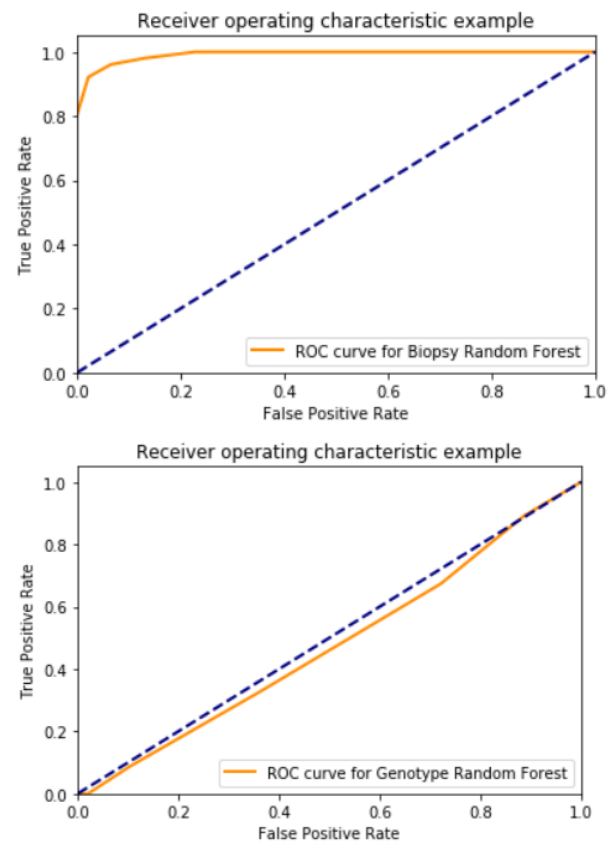 Receiver operating characteristic example
1.0
0.8
0.6
0.4
0.2
0.0
True Positive Rate
ROC curve for Biopsy Random Forest
0.0 0.2 0.4 0.6 0.8 1.0
False Positive Rate
Receiver operating characteristic example
1.0
0.8
0.6
0.4
0.2
0.0
True Positive Rate
ROC curve for Genotype Random Forest
0.0 0.2 0.4 0.6 0.8 1.0
False Positive Rate